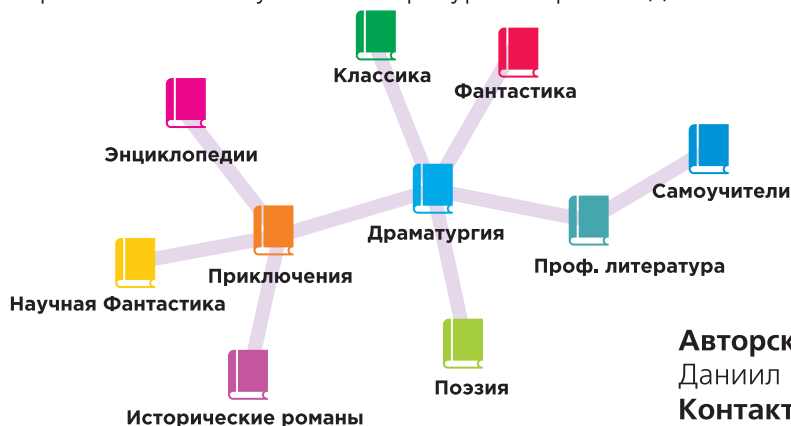 Классика
Фантастика
Энциклопедии
Самоучители
Драматургия
Проф. литература
Приключения
Научная Фантастика
Поэзия
Исторические романы
Даниил